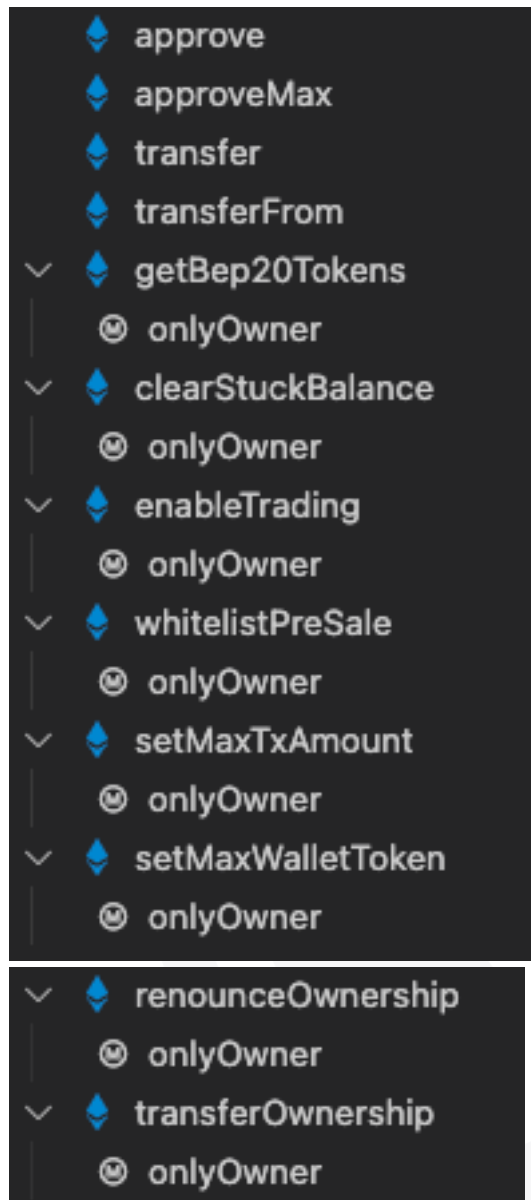 approve
approveMax
transfer
transferFrom
getBep20Tokens
onlyOwner
clearStuckBalance
onlyOwner
enableTrading
onlyOwner
whitelistPreSale
onlyOwner
setMaxTxAmount
onlyOwner
setMaxWalletToken
onlyOwner
renounceOwnership
onlyOwner
transferOwnership
onlyOwner